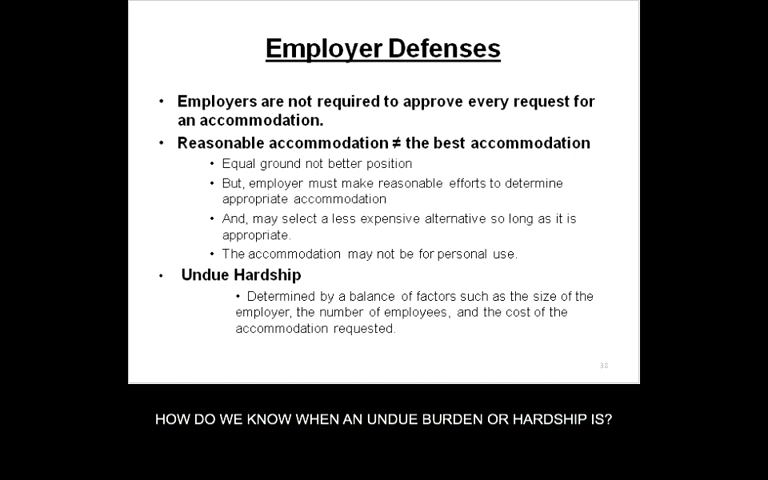 Employer Defenses
• Employers are not required to approve every request for
an accommodation.
• Reasonable accommodation ≠ the best accommodation
• Equal ground not better position
• But, employer must make reasonable efforts to determine
appropriate accommodation
• And, may select a less expensive alternative so long as it is
appropriate.
• The accommodation may not be for personal use.
• Undue Hardship
• Determined by a balance of factors such as the size of the
employer, the number of employees, and the cost of the
accommodation requested.
HOW DO WE KNOW WHEN AN UNDUE BURDEN OR HARDSHIP IS?